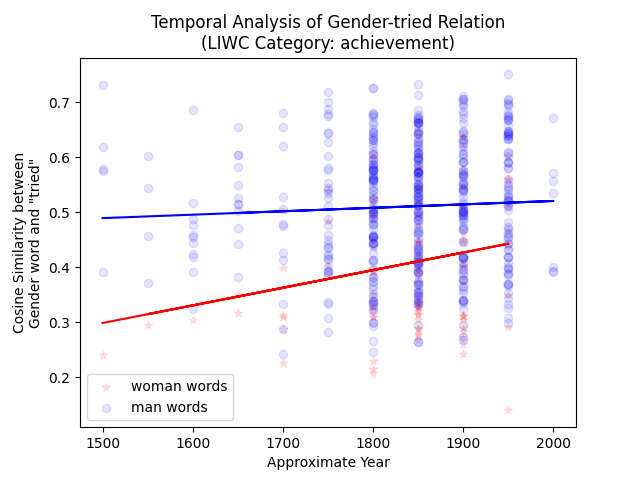 Temporal Analysis of Gender-tried Relation
(LIWC Category: achievement)
Cosine Similarity between
Gender word and "tried"
0.7
0.6
0.5
0.4
0.3
0.2
woman words
man words
1500 1600 1700 1800 1900 2000
Approximate Year